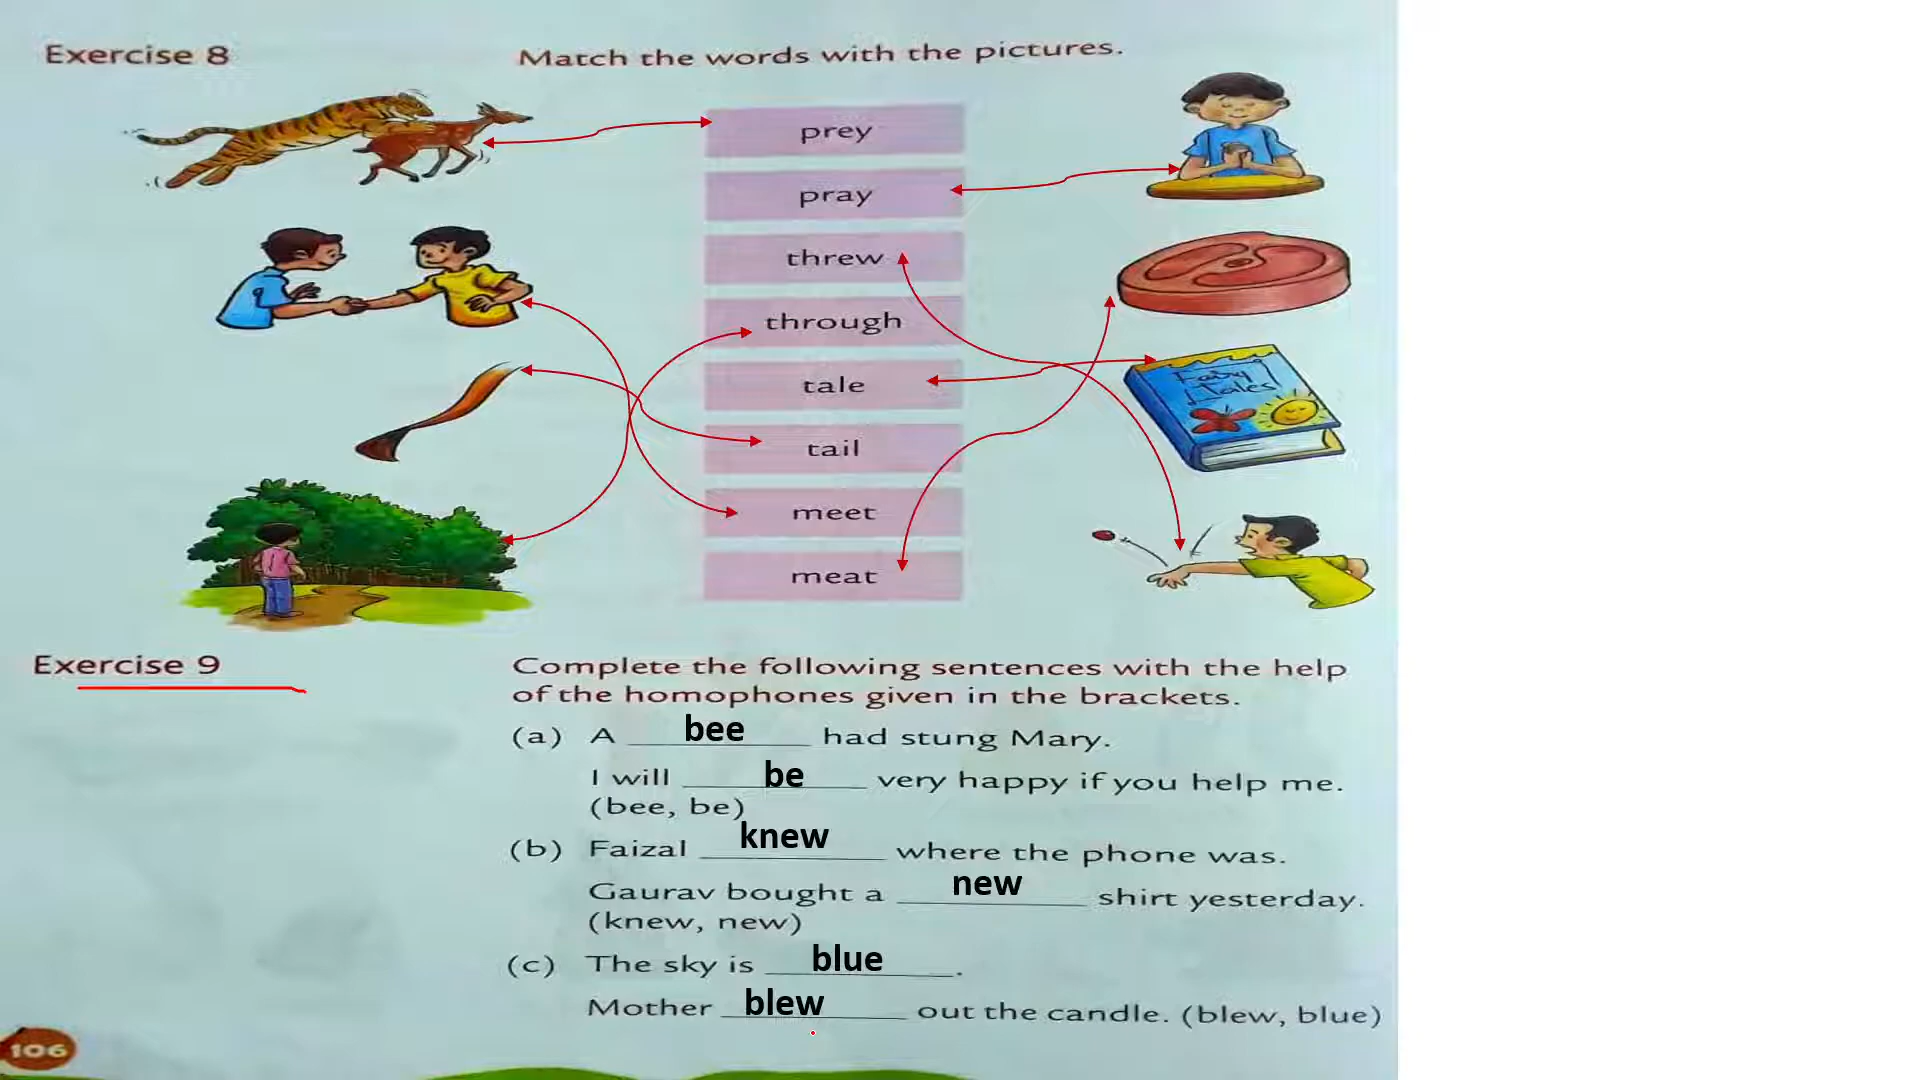 Exercise 8
Match the words with the pictures.
prey
pray
threw
through
tale
tail
meet
meat
Fairy
Tales
Exercise 9
Complete the following sentences with the help
of the homophones given in the brackets.
(a) A bee had stung Mary.
I will be very happy if you help me.
(bee, be)
(b) Faizal knew where the phone was.
Gaurav bought a new shirt yesterday.
(knew, new)
(c) The sky is blue.
Mother blew out the candle. (blew, blue)
106